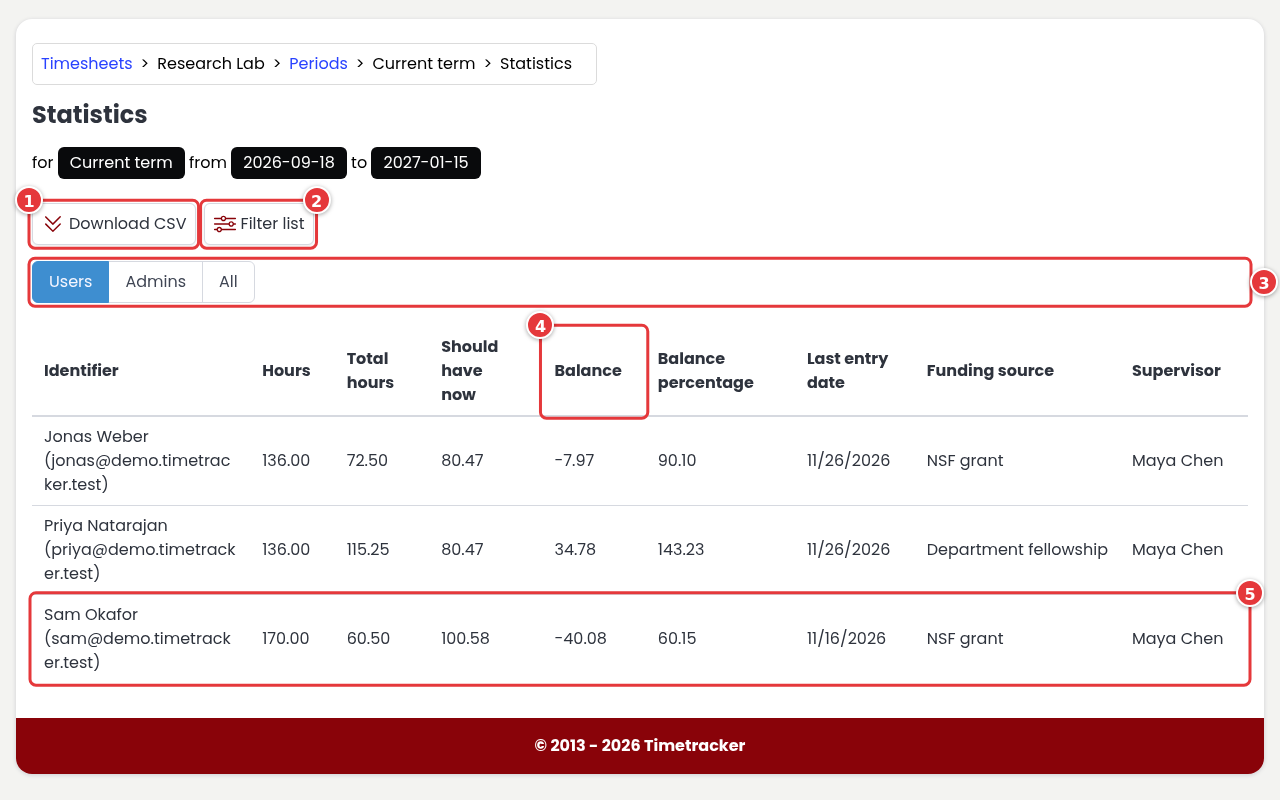 Timesheets > Research Lab > Periods > Current term > Statistics
Statistics
for Current term from 2026-09-18 to 2027-01-15
1 2
Download CSV Filter list
Users Admins All 3
4
Identifier Hours Total hours Should have now Balance Balance percentage Last entry date Funding source Supervisor
Jonas Weber
(jonas@demo.timetrac 136.00 72.50 80.47 -7.97 90.10 11/26/2026 NSF grant Maya Chen
ker.test)
Priya Natarajan
(priya@demo.timetrack 136.00 115.25 80.47 34.78 143.23 11/26/2026 Department fellowship Maya Chen
er.test)
5
Sam Okafor
(sam@demo.timetrack 170.00 60.50 100.58 -40.08 60.15 11/16/2026 NSF grant Maya Chen
er.test)
© 2013 - 2026 Timetracker